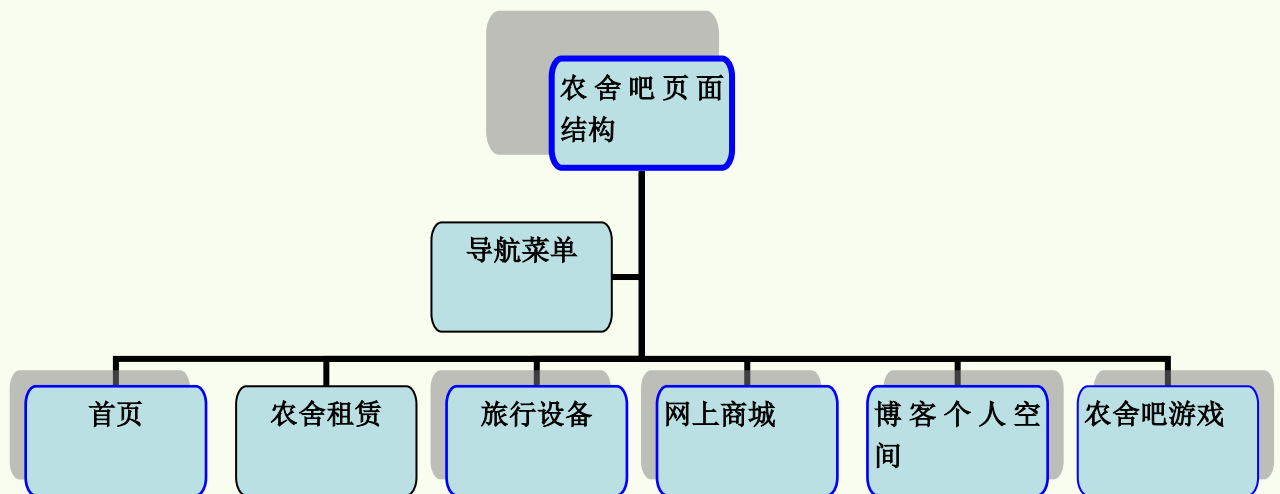 农舍吧页面
结构
导航菜单
首页
农舍租赁
旅行设备
网上商城
博客个人空
间
农舍吧游戏